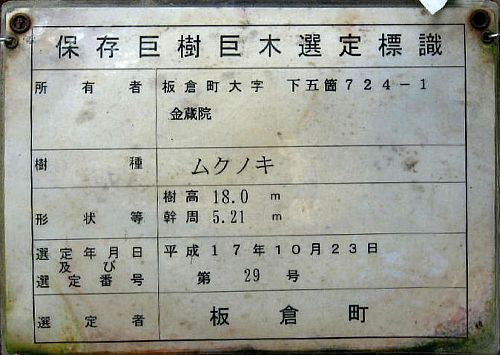 保存巨樹巨木選定標識
所有者 板倉町大字 下五箇724-1
金蔵院
樹種 ムクノキ
樹高 18.0 m
形状等 幹周 5.21 m
選定年月日 平成17年10月23日
及び
選定番号 第 29 号
選定者 板倉町